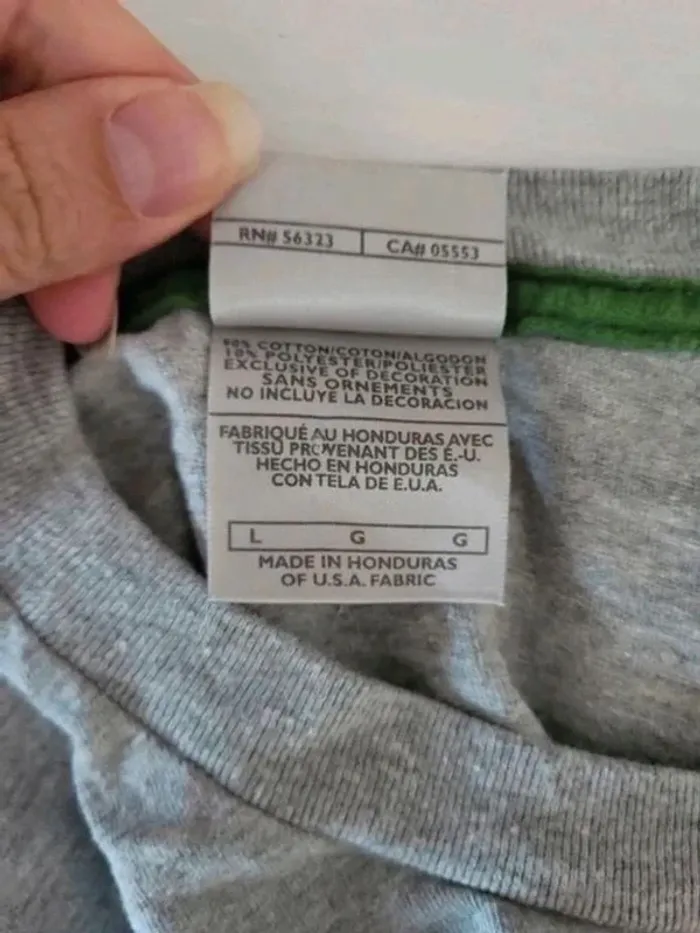 RN# 56323 CA# 05553
90% COTTON/COTON/ALGODON
10% POLYESTER/POLIESTER
EXCLUSIVE OF DECORATION
SANS ORNEMENTS
NO INCLUYE LA DECORACION
FABRIQUÉ AU HONDURAS AVEC
TISSU PROVENANT DES É.-U.
HECHO EN HONDURAS
CON TELA DE E.U.A.
L G G
MADE IN HONDURAS
OF U.S.A. FABRIC